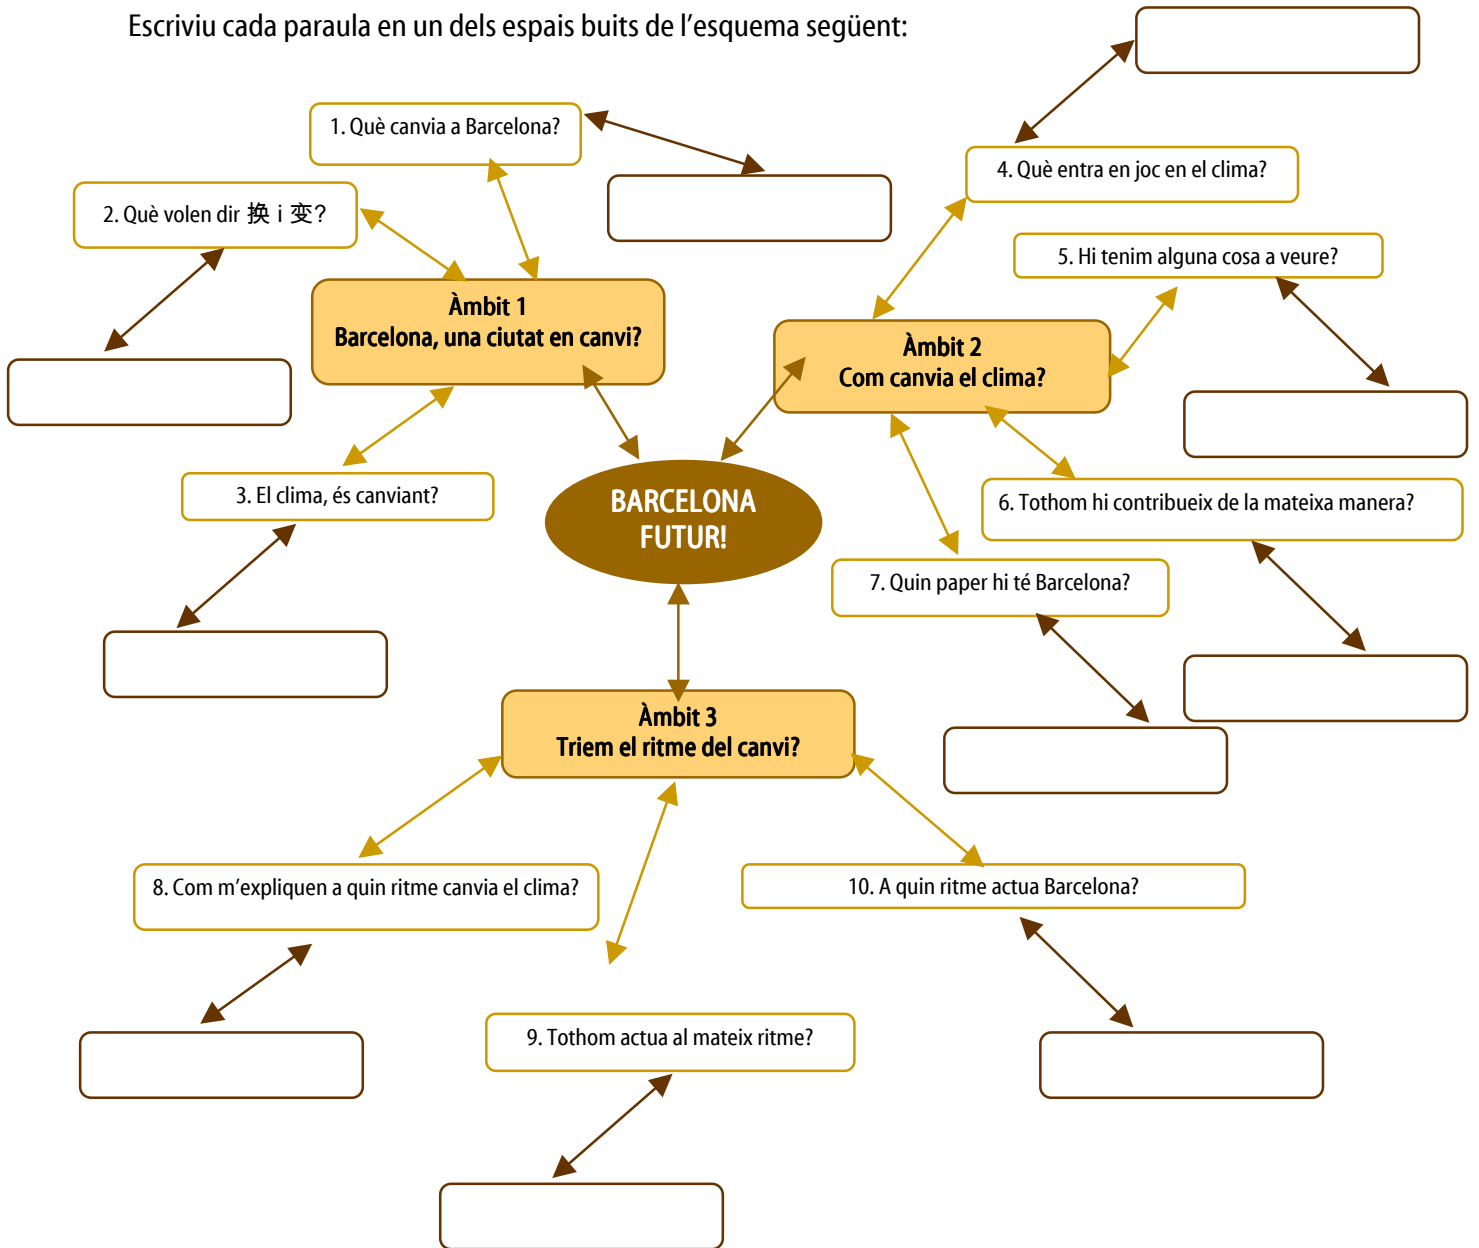 Escriviu cada paraula en un dels espais buits de l’esquema següent:
1. Què canvia a Barcelona?
2. Què volen dir 换 i 变?
Àmbit 1
Barcelona, una ciutat en canvi?
3. El clima, és canviant?
4. Què entra en joc en el clima?
5. Hi tenim alguna cosa a veure?
Àmbit 2
Com canvia el clima?
6. Tothom hi contribueix de la mateixa manera?
7. Quin paper hi té Barcelona?
BARCELONA
FUTUR!
Àmbit 3
Triem el ritme del canvi?
8. Com m’expliquen a quin ritme canvia el clima?
10. A quin ritme actua Barcelona?
9. Tothom actua al mateix ritme?